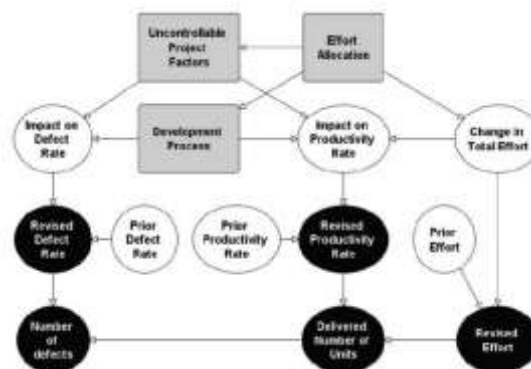 Uncontrollable
Project
Factors
Effort
Allocation
Impact on
Defect
Rate
Development
Process
Impact on
Productivity
Rate
Change in
Total Effort
Revised
Defect
Rate
Prior
Defect
Rate
Prior
Productivity
Rate
Revised
Productivity
Rate
Prior
Effort
Number
of
defects
Delivered
Number of
Units
Revised
Effort